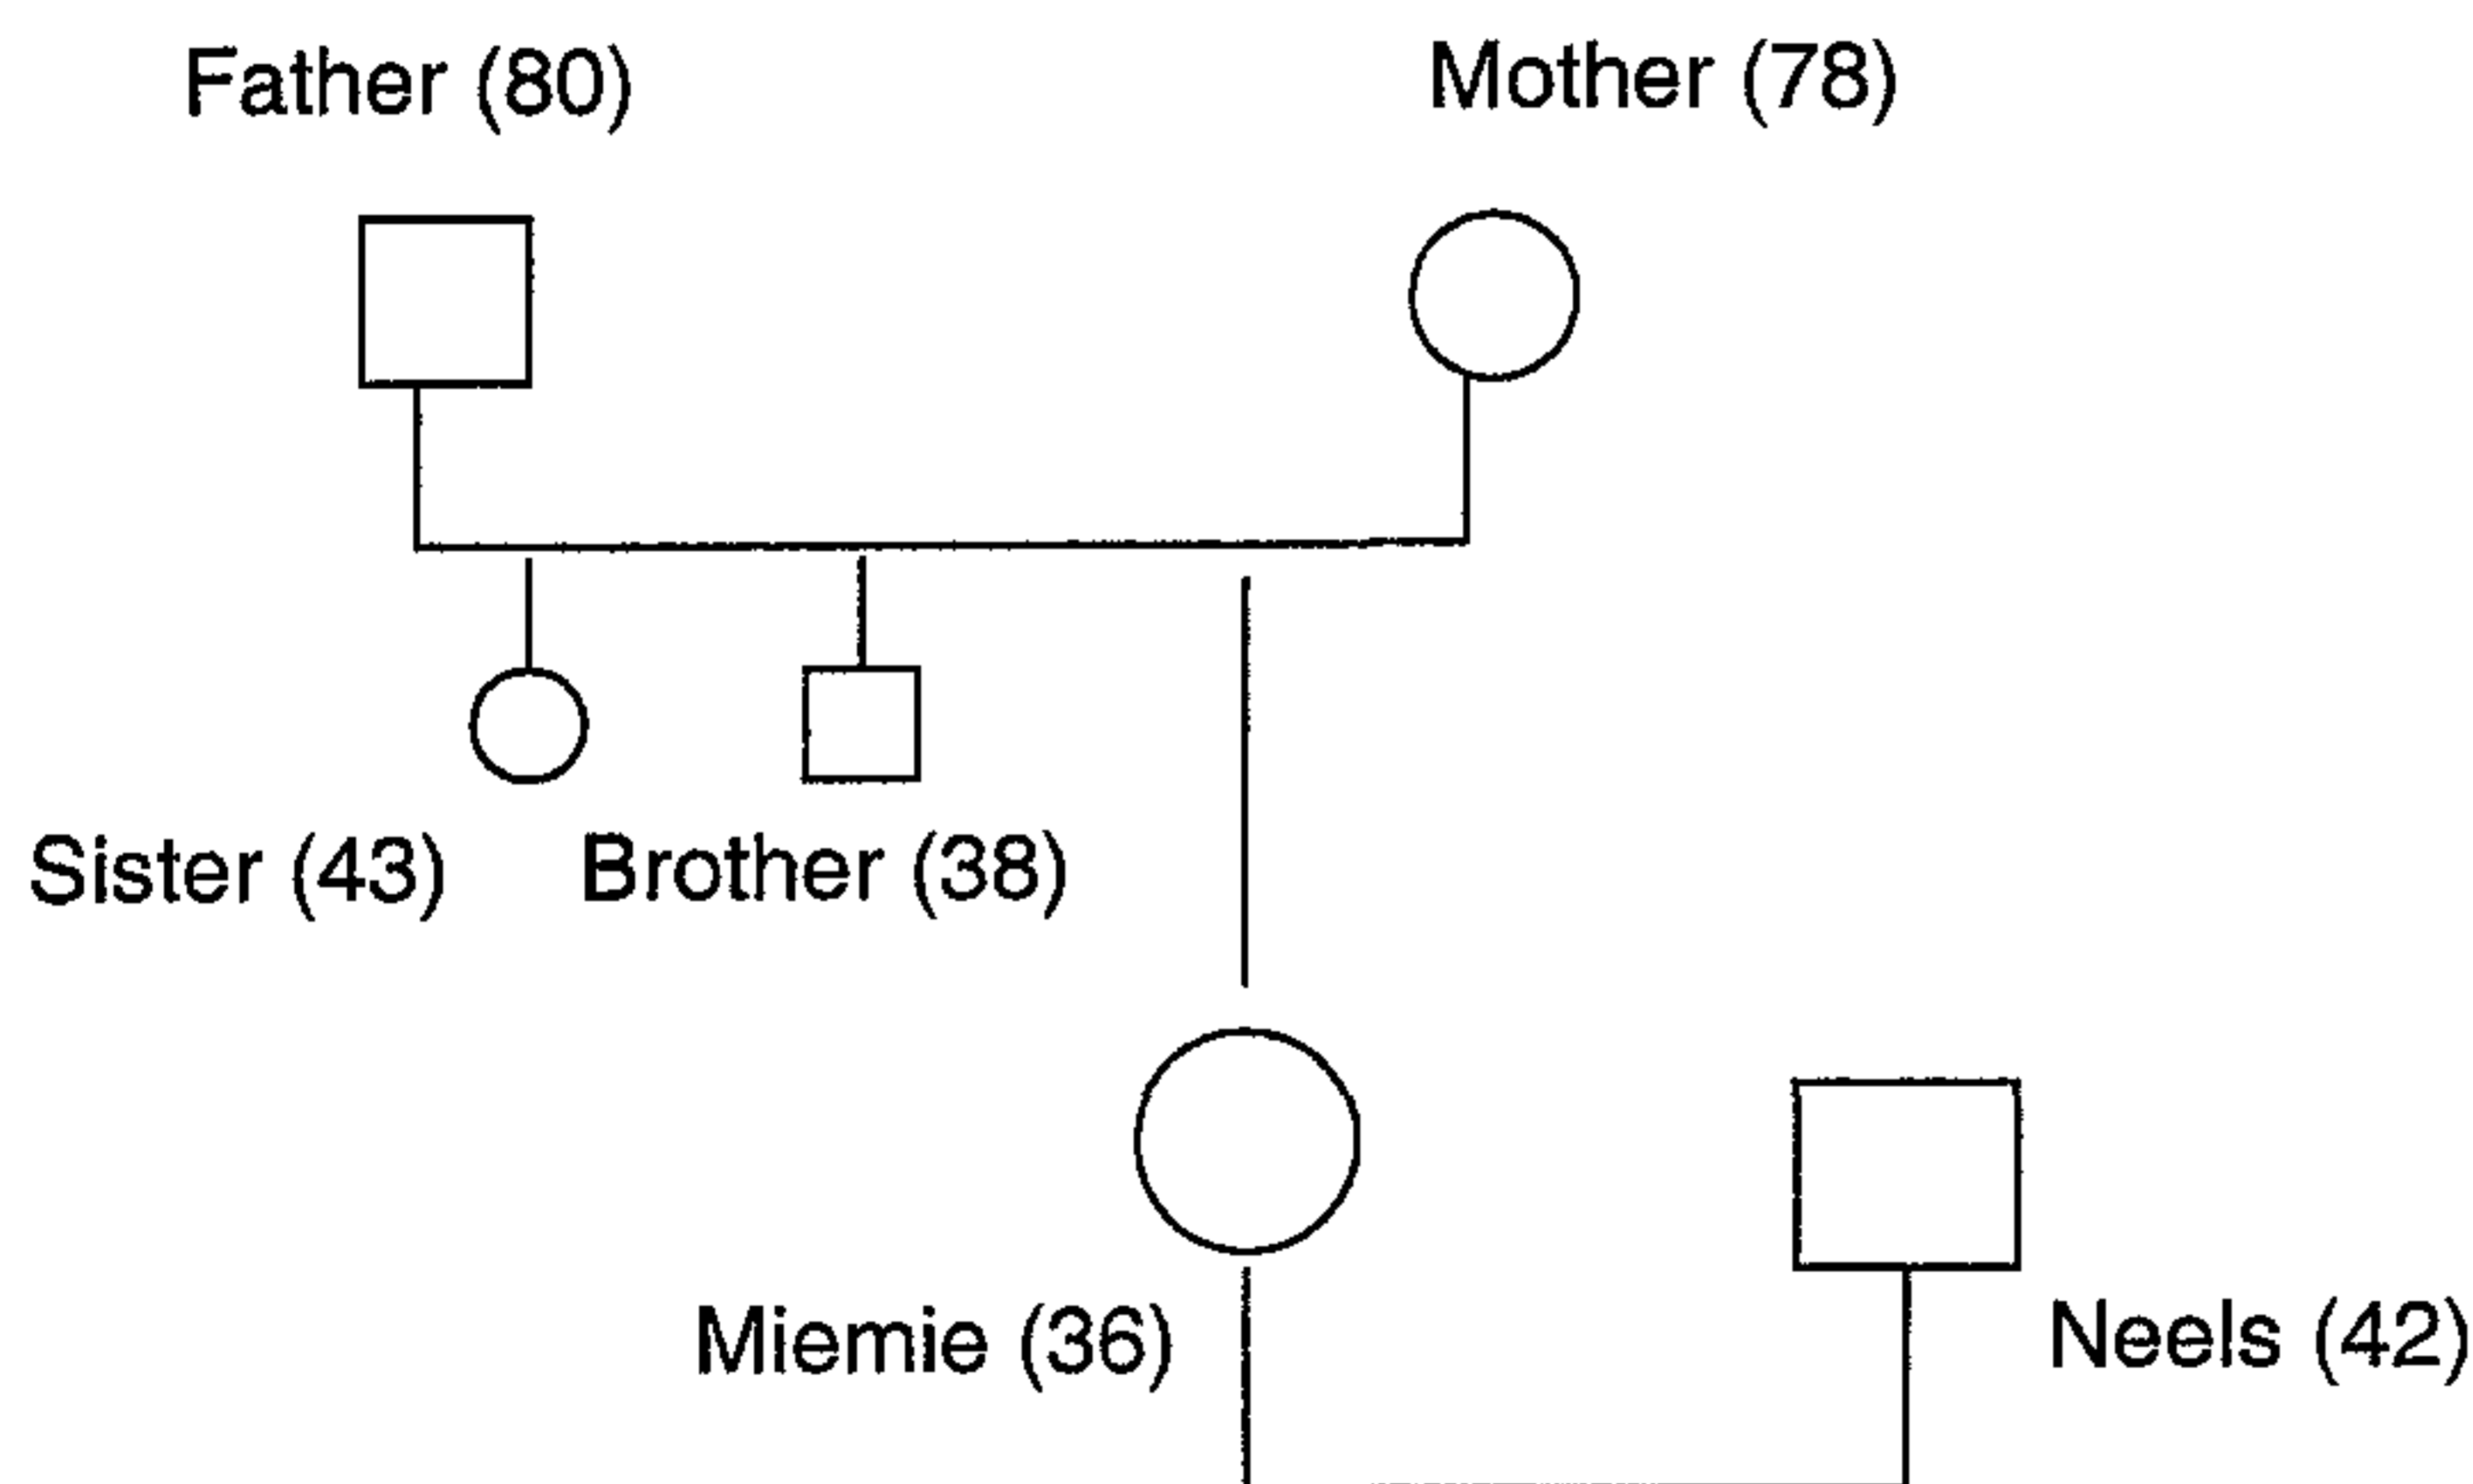 Father (80) Mother (78)
Sister (43) Brother (38)
Miemie (36) Neels (42)